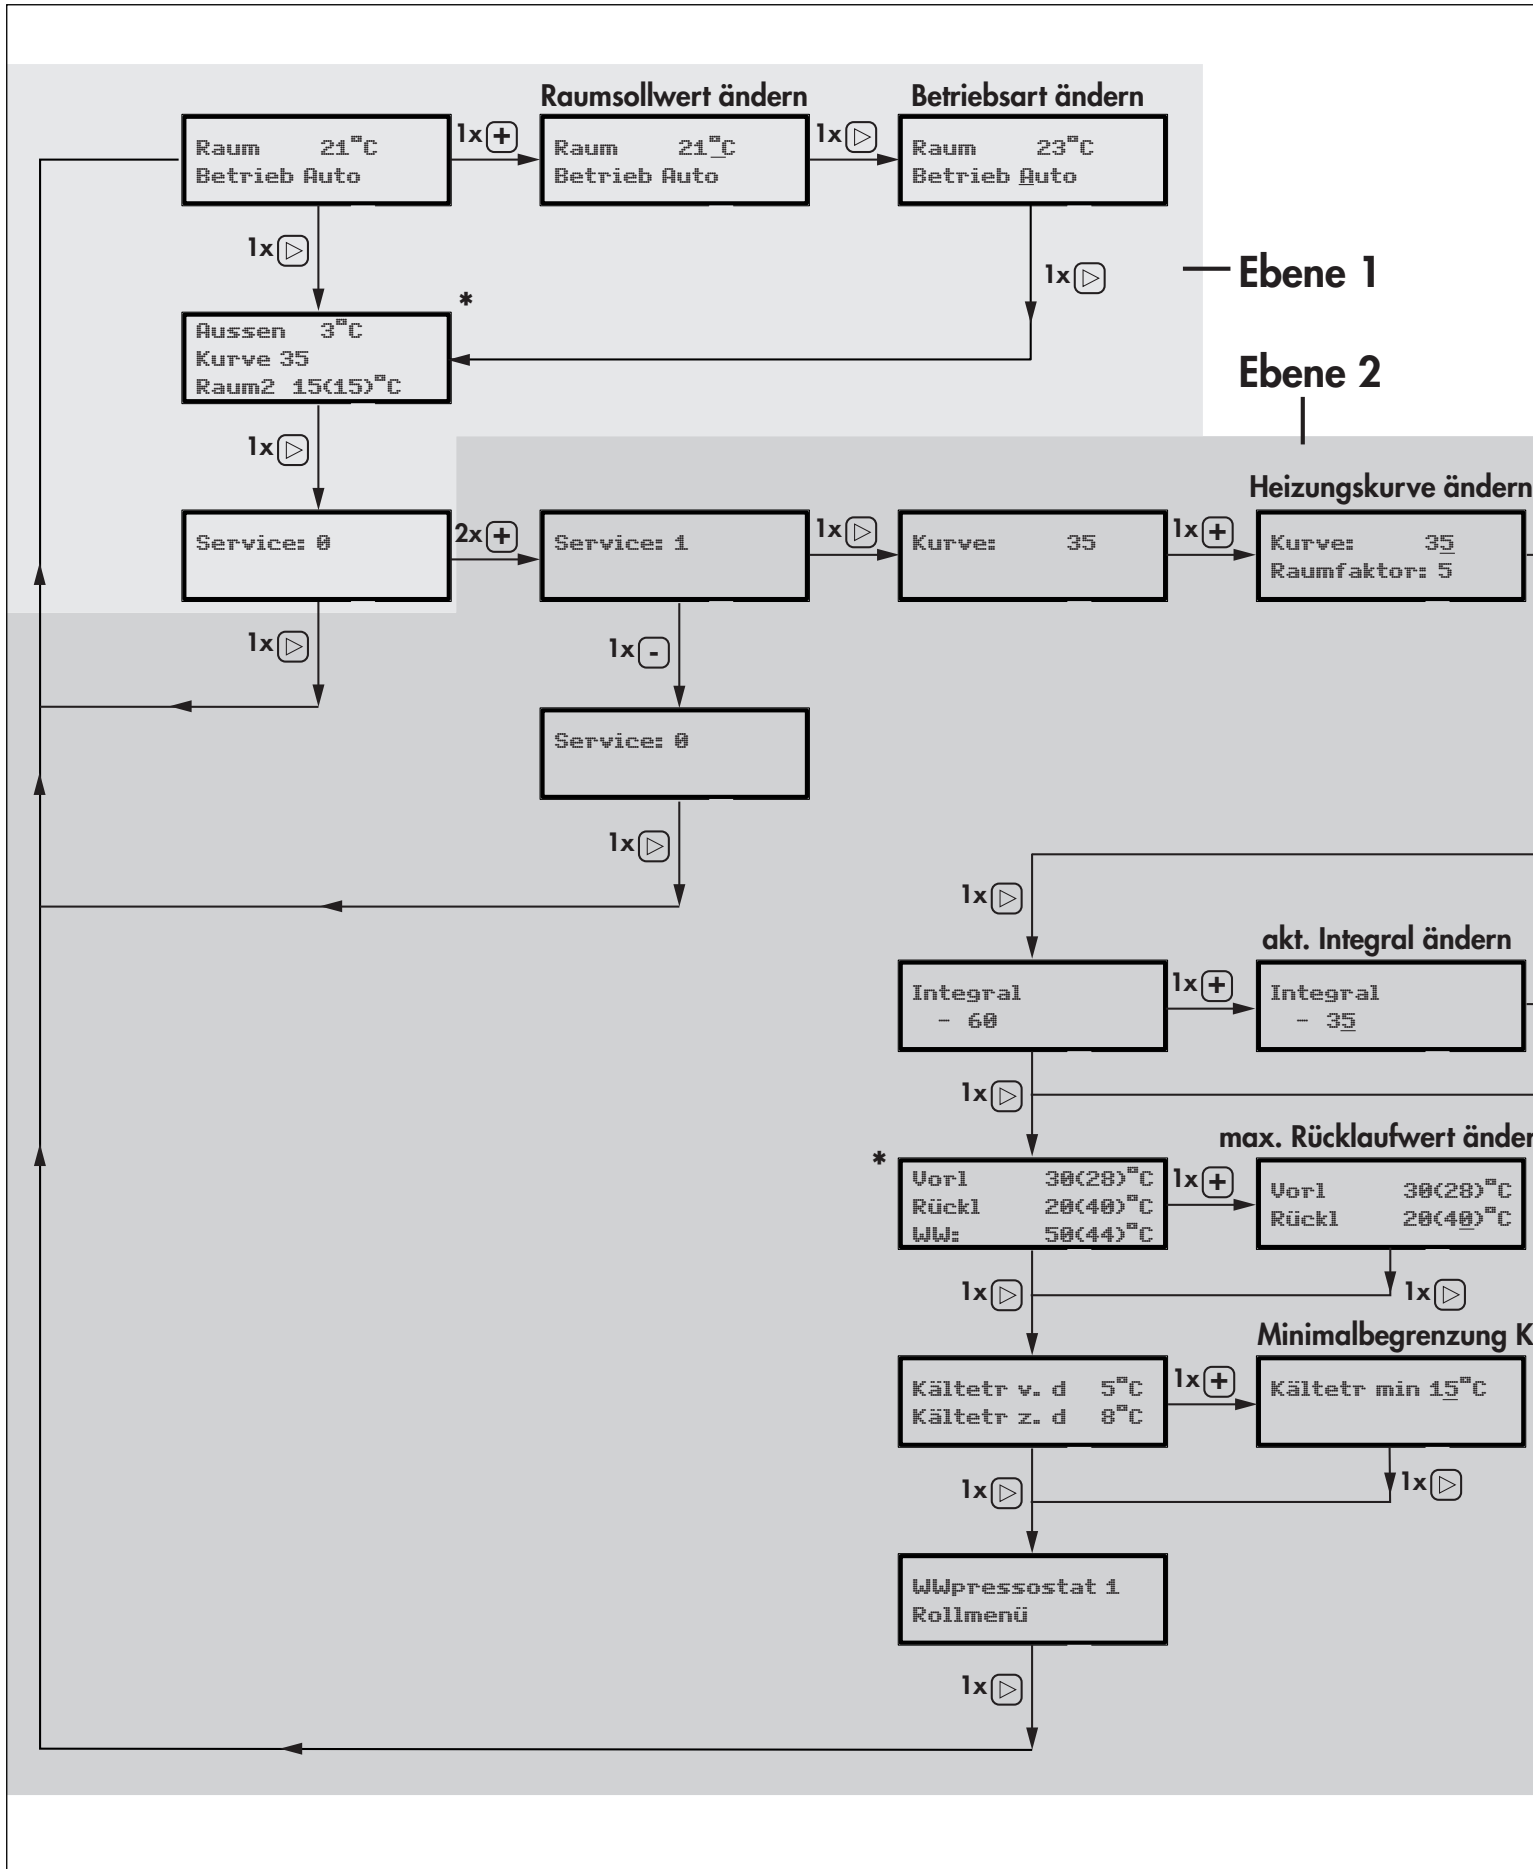 Raumsollwert ändern
Betriebsart ändern
Raum 21°C
Betrieb Auto
1x +
Raum 21°C
Betrieb Auto
1x
Raum 23°C
Betrieb Auto
1x
1x
Ebene 1
*
Aussen 3°C
Kurve 35
Raum2 15(15)°C
Ebene 2
1x
Heizungskurve ändern
Service: 0
2x +
Service: 1
1x
Kurve: 35
1x +
Kurve: 35
Raumfaktor: 5
1x
1x -
Service: 0
1x
1x
akt. Integral ändern
Integral
- 60
1x +
Integral
- 35
1x
max. Rücklaufwert änder
*
Vorl 30(28)°C
Rückl 20(40)°C
WW: 50(44)°C
1x +
Vorl 30(28)°C
Rückl 20(40)°C
1x
1x
Minimalbegrenzung K
Kältetr v. d 5°C
Kältetr z. d 8°C
1x +
Kältetr min 15°C
1x
1x
WWpressostat 1
Rollmenü
1x